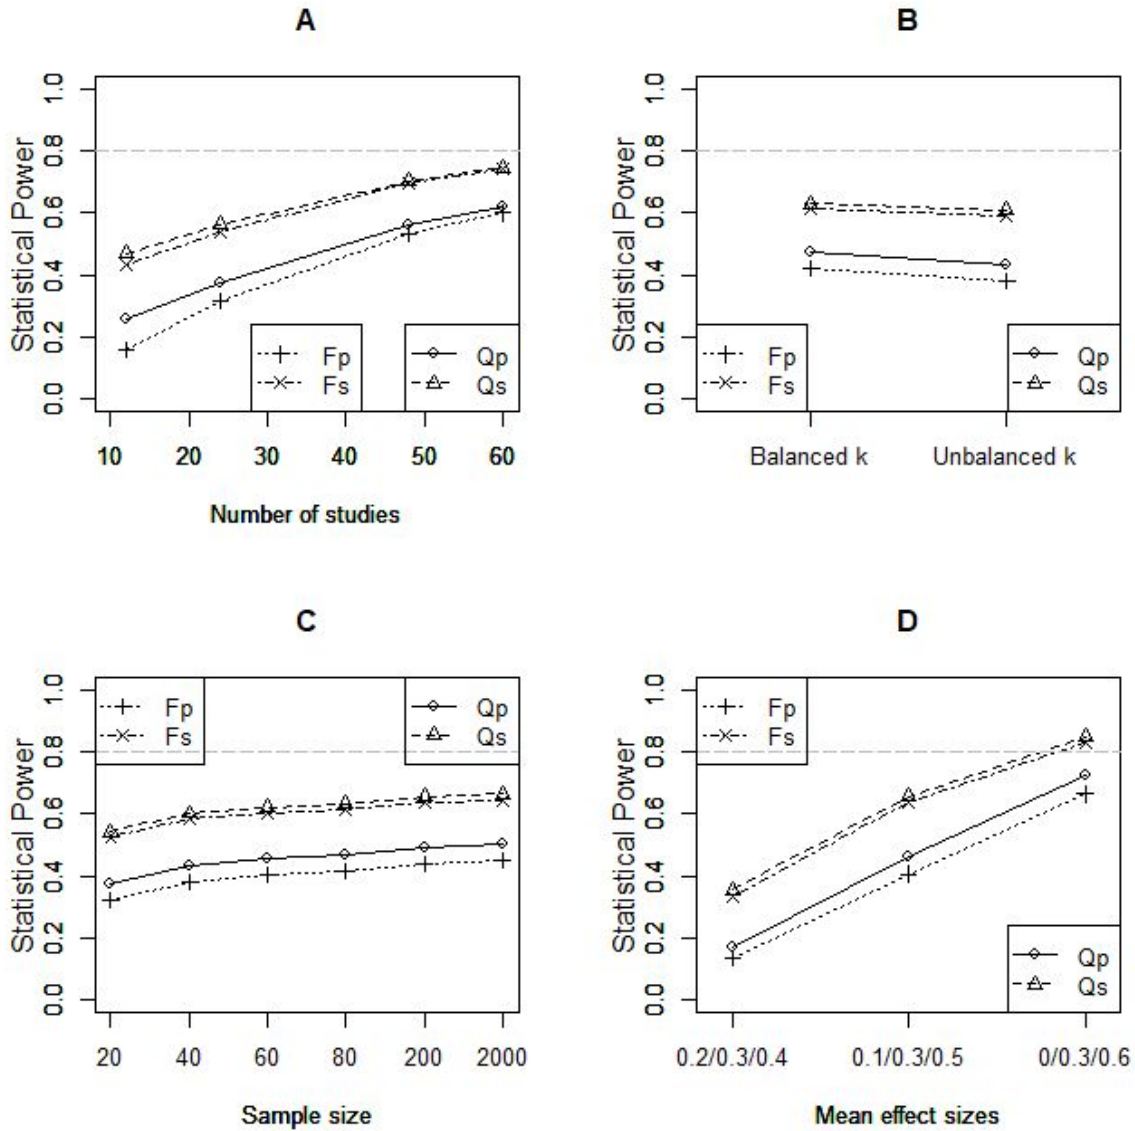 A
Statistical Power
1.0
0.8
0.6
0.4
0.2
0.0
Fp
Fs
Qp
Qs
10 20 30 40 50 60
Number of studies
B
Statistical Power
1.0
0.8
0.6
0.4
0.2
0.0
Fp
Fs
Qp
Qs
Balanced k Unbalanced k
C
Statistical Power
1.0
0.8
0.6
0.4
0.2
0.0
Fp
Fs
Qp
Qs
20 40 60 80 200 2000
Sample size
D
Statistical Power
1.0
0.8
0.6
0.4
0.2
0.0
Fp
Fs
Qp
Qs
0.2/0.3/0.4 0.1/0.3/0.5 0/0.3/0.6
Mean effect sizes